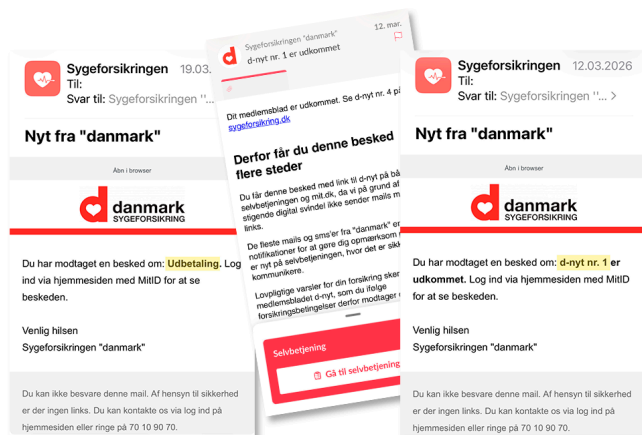 Sygeforsikringen 19.03.
Til:
Svar til: Sygeforsikringen "...
Nyt fra "danmark"
Åbn i browser
danmark
SYGEFORSIKRING
Du har modtaget en besked om: Udbetaling. Log
ind via hjemmesiden med MitID for at se
beskeden.
Venlig hilsen
Sygeforsikringen "danmark"
Du kan ikke besvare denne mail. Af hensyn til sikkerhed
er der ingen links. Du kan kontakte os via log ind på
hjemmesiden eller ringe på 70 10 90 70.
Sygeforsikringen "danmark"
12. mar.
d-nyt nr. 1 er udkommet
Dit medlemsblad er udkommet. Se d-nyt nr. 4 på
sygeforsikring.dk
Derfor får du denne besked
flere steder
Du får denne besked med link til d-nyt på
selvbetjeningen og mit.dk, da vi på grund af
stigende digital svindel ikke sender mails m
links.
De fleste mails og sms'er fra "danmark" er
notifikationer for at gøre dig opmærksom
er nyt på selvbetjeningen, hvor det er
kommunikere.
Lovpligtige varsler for din forsikring sker
medlemsbladet d-nyt, som du ifølge
forsikringsbetingelser derfor modtager
Selvbetjening
Gå til selvbetjening
Sygeforsikringen 12.03.2026
Til:
Svar til: Sygeforsikringen "... >
Nyt fra "danmark"
Åbn i browser
danmark
SYGEFORSIKRING
Du har modtaget en besked om: d-nyt nr. 1 er
udkommet. Log ind via hjemmesiden med MitID
for at se beskeden.
Venlig hilsen
Sygeforsikringen "danmark"
Du kan ikke besvare denne mail. Af hensyn til sikkerhed
er der ingen links. Du kan kontakte os via log ind på
hjemmesiden eller ringe på 70 10 90 70.